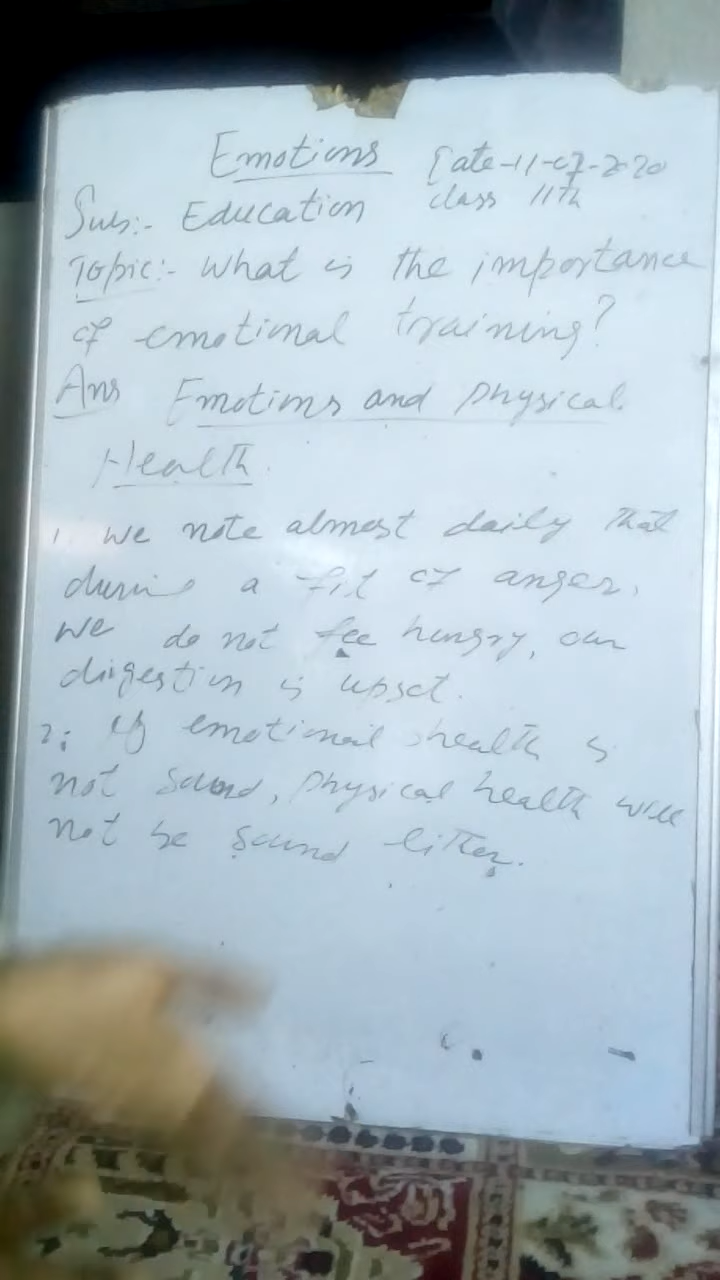 Emotions Date-11-07-2020
Sub:- Education class 11th
Topic:- What is the importance
of emotional training?
Ans Emotions and Physical
Health
1. we note almost daily that
during a fit of anger,
we do not fee hungry, our
digestion is upset.
2: If emotional health is
not sound, Physical health will
not be sound either.